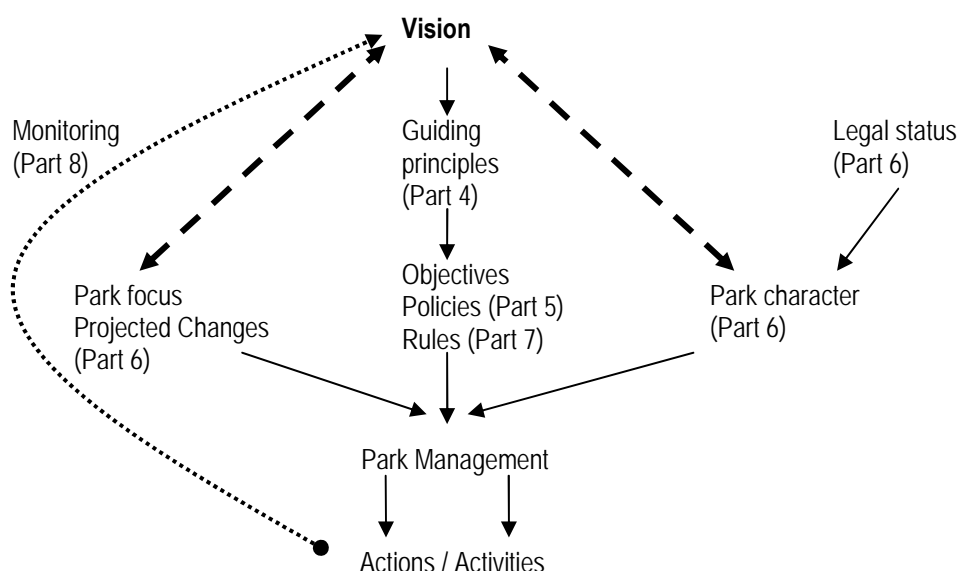 Vision
Monitoring
(Part 8)
Guiding
principles
(Part 4)
Legal status
(Part 6)
Park focus
Projected Changes
(Part 6)
Objectives
Policies (Part 5)
Rules (Part 7)
Park character
(Part 6)
Park Management
Actions / Activities